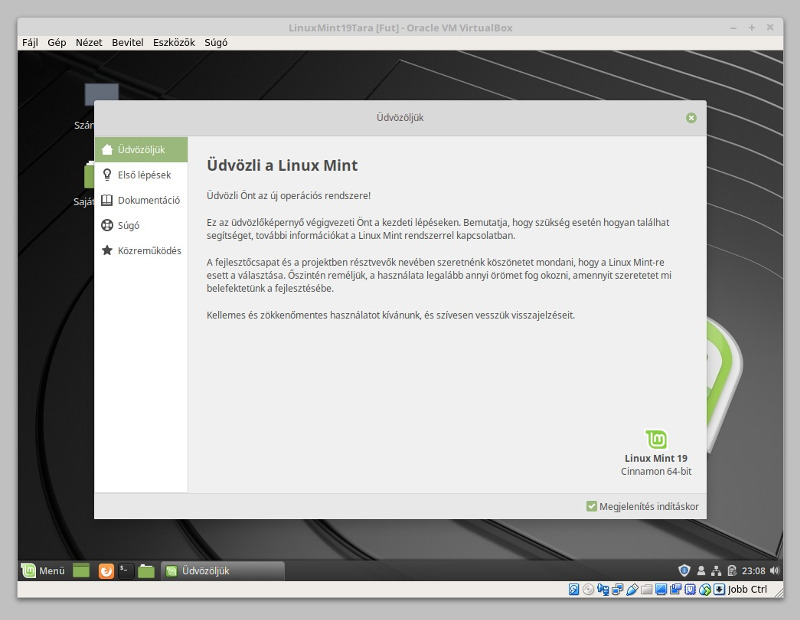 LinuxMint19Tara [Fut] - Oracle VM VirtualBox
Fájl Gép Nézet Bevitel Eszközök Súgó
Üdvözöljük
Üdvözöljük
Első lépések
Dokumentáció
Súgó
Közreműködés
Üdvözli a Linux Mint
Üdvözli Önt az új operációs rendszere!
Ez az üdvözlőképernyő végigvezeti Önt a kezdeti lépéseken. Bemutatja, hogy szükség esetén hogyan találhat
segítséget, további információkat a Linux Mint rendszerrel kapcsolatban.
A fejlesztőcsapat és a projektben résztvevők nevében szeretnénk köszönetet mondani, hogy a Linux Mint-re
esett a választása. Őszintén reméljük, a használata legalább annyi örömet fog okozni, amennyit szeretetet mi
belefektetünk a fejlesztésébe.
Kellemes és zökkenőmentes használatot kívánunk, és szívesen vesszük visszajelzéseit.
Linux Mint 19
Cinnamon 64-bit
Megjelenítés indításkor
Menü
Üdvözöljük
23:08
Jobb Ctrl